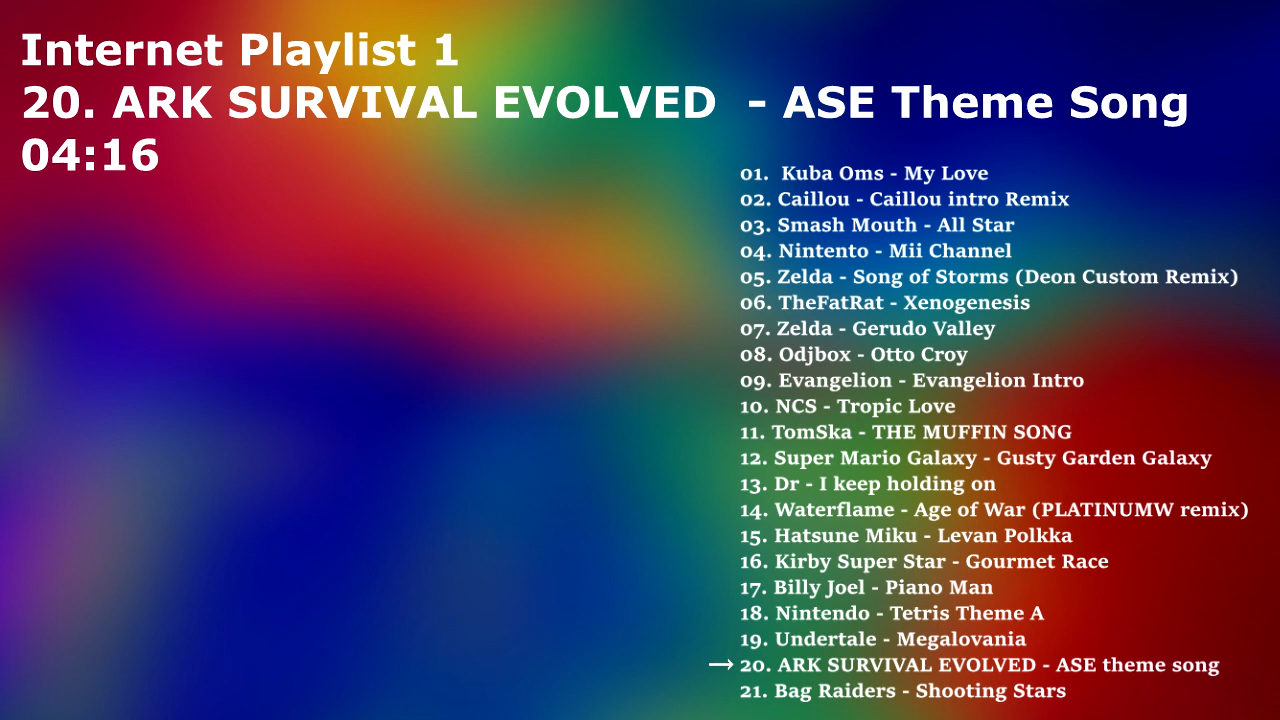 Internet Playlist 1
20. ARK SURVIVAL EVOLVED  - ASE Theme Song
04:16
01.  Kuba Oms - My Love
02. Caillou - Caillou intro Remix
03. Smash Mouth - All Star
04. Nintento - Mii Channel
05. Zelda - Song of Storms (Deon Custom Remix)
06. TheFatRat - Xenogenesis
07. Zelda - Gerudo Valley
08. Odjbox - Otto Croy
09. Evangelion - Evangelion Intro
10. NCS - Tropic Love
11. TomSka - THE MUFFIN SONG
12. Super Mario Galaxy - Gusty Garden Galaxy
13. Dr - I keep holding on
14. Waterflame - Age of War (PLATINUMW remix)
15. Hatsune Miku - Levan Polkka
16. Kirby Super Star - Gourmet Race
17. Billy Joel - Piano Man
18. Nintendo - Tetris Theme A
19. Undertale - Megalovania
→ 20. ARK SURVIVAL EVOLVED - ASE theme song
21. Bag Raiders - Shooting Stars